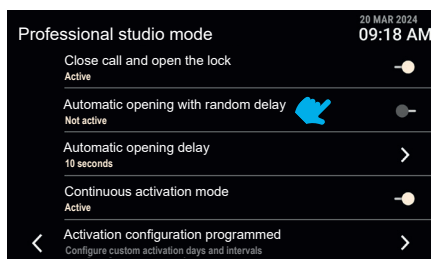 20 MAR 2024
Professional studio mode
09:18 AM
Close call and open the lock
Active
Automatic opening with random delay
Not active
Automatic opening delay
10 seconds
Continuous activation mode
Active
Activation configuration programmed
Configure custom activation days and intervals